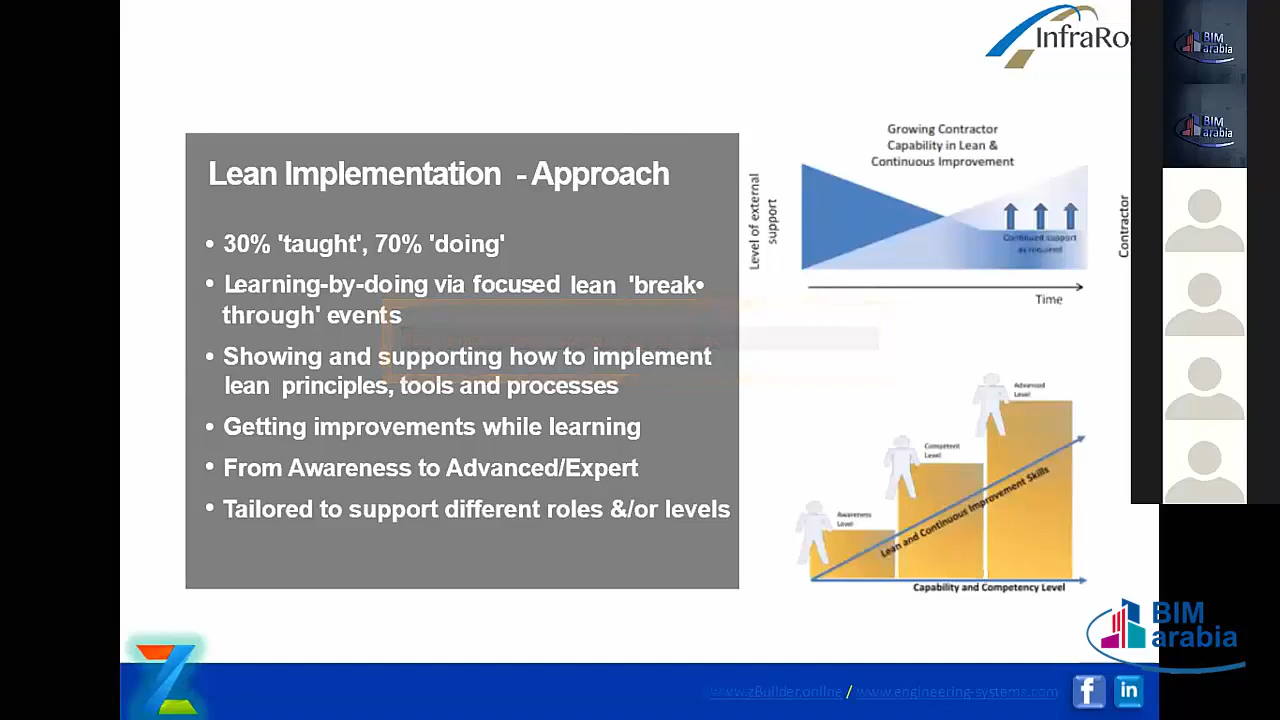 InfraRo
BIM
arabia
BIM
arabia
Growing Contractor
Capability in Lean &
Continuous Improvement
Level of external
support
Continued support
as required
Contractor
Time
Lean Implementation - Approach
• 30% 'taught', 70% 'doing'
• Learning-by-doing via focused lean 'break•
through' events
• Showing and supporting how to implement
lean principles, tools and processes
• Getting improvements while learning
• From Awareness to Advanced/Expert
• Tailored to support different roles &/or levels
Advanced
Level
Competent
Level
Awareness
Level
Lean and Continuous Improvement Skills
Capability and Competency Level
BIM
arabia
Z
www.zBuilder.online / www.engineering-systems.com
f
in